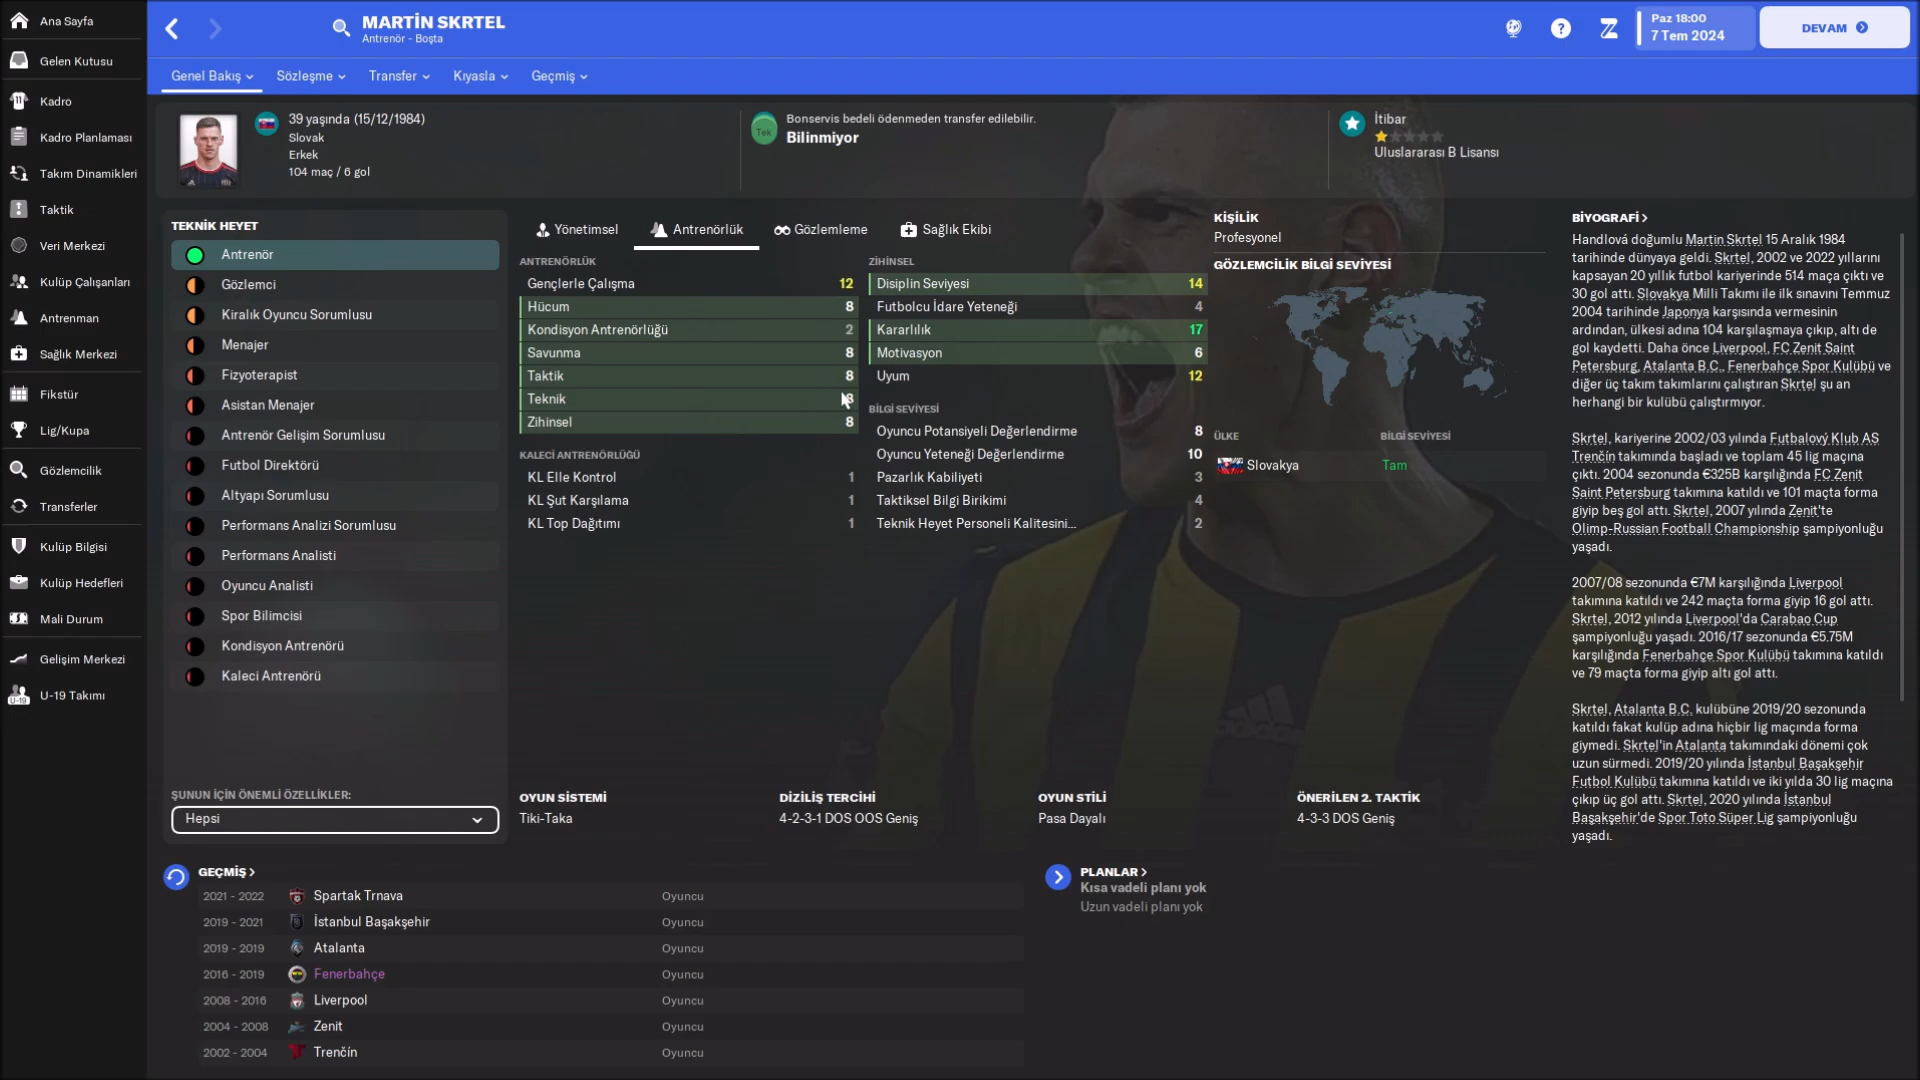 Ana Sayfa
Gelen Kutusu
Kadro
Kadro Planlaması
Takım Dinamikleri
Taktik
Veri Merkezi
Kulüp Çalışanları
Antrenman
Sağlık Merkezi
Fikstür
Lig/Kupa
Gözlemcilik
Transferler
Kulüp Bilgisi
Kulüp Hedefleri
Mali Durum
Gelişim Merkezi
U-19 Takımı
MARTİN SKRTEL
Antrenör - Boşta
Paz 18:00
7 Tem 2024
DEVAM
Genel Bakış
Sözleşme
Transfer
Kıyasla
Geçmiş
39 yaşında (15/12/1984)
Slovak
Erkek
104 maç / 6 gol
Tek
Bonservis bedeli ödenmeden transfer edilebilir.
Bilinmiyor
İtibar
Uluslararası B Lisansı
TEKNİK HEYET
Antrenör
Gözlemci
Kiralık Oyuncu Sorumlusu
Menajer
Fizyoterapist
Asistan Menajer
Antrenör Gelişim Sorumlusu
Futbol Direktörü
Altyapı Sorumlusu
Performans Analizi Sorumlusu
Performans Analisti
Oyuncu Analisti
Spor Bilimcisi
Kondisyon Antrenörü
Kaleci Antrenörü
ŞUNUN İÇİN ÖNEMLİ ÖZELLİKLER:
Hepsi
Yönetimsel
Antrenörlük
Gözlemleme
Sağlık Ekibi
ANTRENÖRLÜK
Gençlerle Çalışma 12
Hücum 8
Kondisyon Antrenörlüğü 2
Savunma 8
Taktik 8
Teknik
Zihinsel 8
KALECİ ANTRENÖRLÜĞÜ
KL Elle Kontrol 1
KL Şut Karşılama 1
KL Top Dağıtımı 1
ZİHİNSEL
Disiplin Seviyesi 14
Futbolcu İdare Yeteneği 4
Kararlılık 17
Motivasyon 6
Uyum 12
BİLGİ SEVİYESİ
Oyuncu Potansiyeli Değerlendirme 8
Oyuncu Yeteneği Değerlendirme 10
Pazarlık Kabiliyeti 3
Taktiksel Bilgi Birikimi 4
Teknik Heyet Personeli Kalitesini... 2
KİŞİLİK
Profesyonel
GÖZLEMCİLİK BİLGİ SEVİYESİ
ÜLKE BİLGİ SEVİYESİ
Slovakya Tam
OYUN SİSTEMİ
Tiki-Taka
DİZİLİŞ TERCİHİ
4-2-3-1 DOS OOS Geniş
OYUN STİLİ
Pasa Dayalı
ÖNERİLEN 2. TAKTİK
4-3-3 DOS Geniş
BİYOGRAFİ
Handlová doğumlu Martin Skrtel 15 Aralık 1984
tarihinde dünyaya geldi. Skrtel, 2002 ve 2022 yıllarını
kapsayan 20 yıllık futbol kariyerinde 514 maça çıktı ve
30 gol attı. Slovakya Milli Takımı ile ilk sınavını Temmuz
2004 tarihinde Japonya karşısında vermesinin
ardından, ülkesi adına 104 karşılaşmaya çıkıp, altı de
gol kaydetti. Daha önce Liverpool, FC Zenit Saint
Petersburg, Atalanta B.C., Fenerbahçe Spor Kulübü ve
diğer üç takım takımlarını çalıştıran Skrtel şu an
herhangi bir kulübü çalıştırmıyor.
Skrtel, kariyerine 2002/03 yılında Futbalový Klub AS
Trenčín takımında başladı ve toplam 45 lig maçına
çıktı. 2004 sezonunda €325B karşılığında FC Zenit
Saint Petersburg takımına katıldı ve 101 maçta forma
giyip beş gol attı. Skrtel, 2007 yılında Zenit'te
Olimp-Russian Football Championship şampiyonluğu
yaşadı.
2007/08 sezonunda €7M karşılığında Liverpool
takımına katıldı ve 242 maçta forma giyip 16 gol attı.
Skrtel, 2012 yılında Liverpool'da Carabao Cup
şampiyonluğu yaşadı. 2016/17 sezonunda €5.75M
karşılığında Fenerbahçe Spor Kulübü takımına katıldı
ve 79 maçta forma giyip altı gol attı.
Skrtel, Atalanta B.C. kulübüne 2019/20 sezonunda
katıldı fakat kulüp adına hiçbir lig maçında forma
giymedi. Skrtel'in Atalanta takımındaki dönemi çok
uzun sürmedi. 2019/20 yılında İstanbul Başakşehir
Futbol Kulübü takımına katıldı ve iki yılda 30 lig maçına
çıkıp üç gol attı. Skrtel, 2020 yılında İstanbul
Başakşehir'de Spor Toto Süper Lig şampiyonluğu
yaşadı.
GEÇMİŞ
2021 - 2022 Spartak Trnava Oyuncu
2019 - 2021 İstanbul Başakşehir Oyuncu
2019 - 2019 Atalanta Oyuncu
2016 - 2019 Fenerbahçe Oyuncu
2008 - 2016 Liverpool Oyuncu
2004 - 2008 Zenit Oyuncu
2002 - 2004 Trenčín Oyuncu
PLANLAR
Kısa vadeli planı yok
Uzun vadeli planı yok